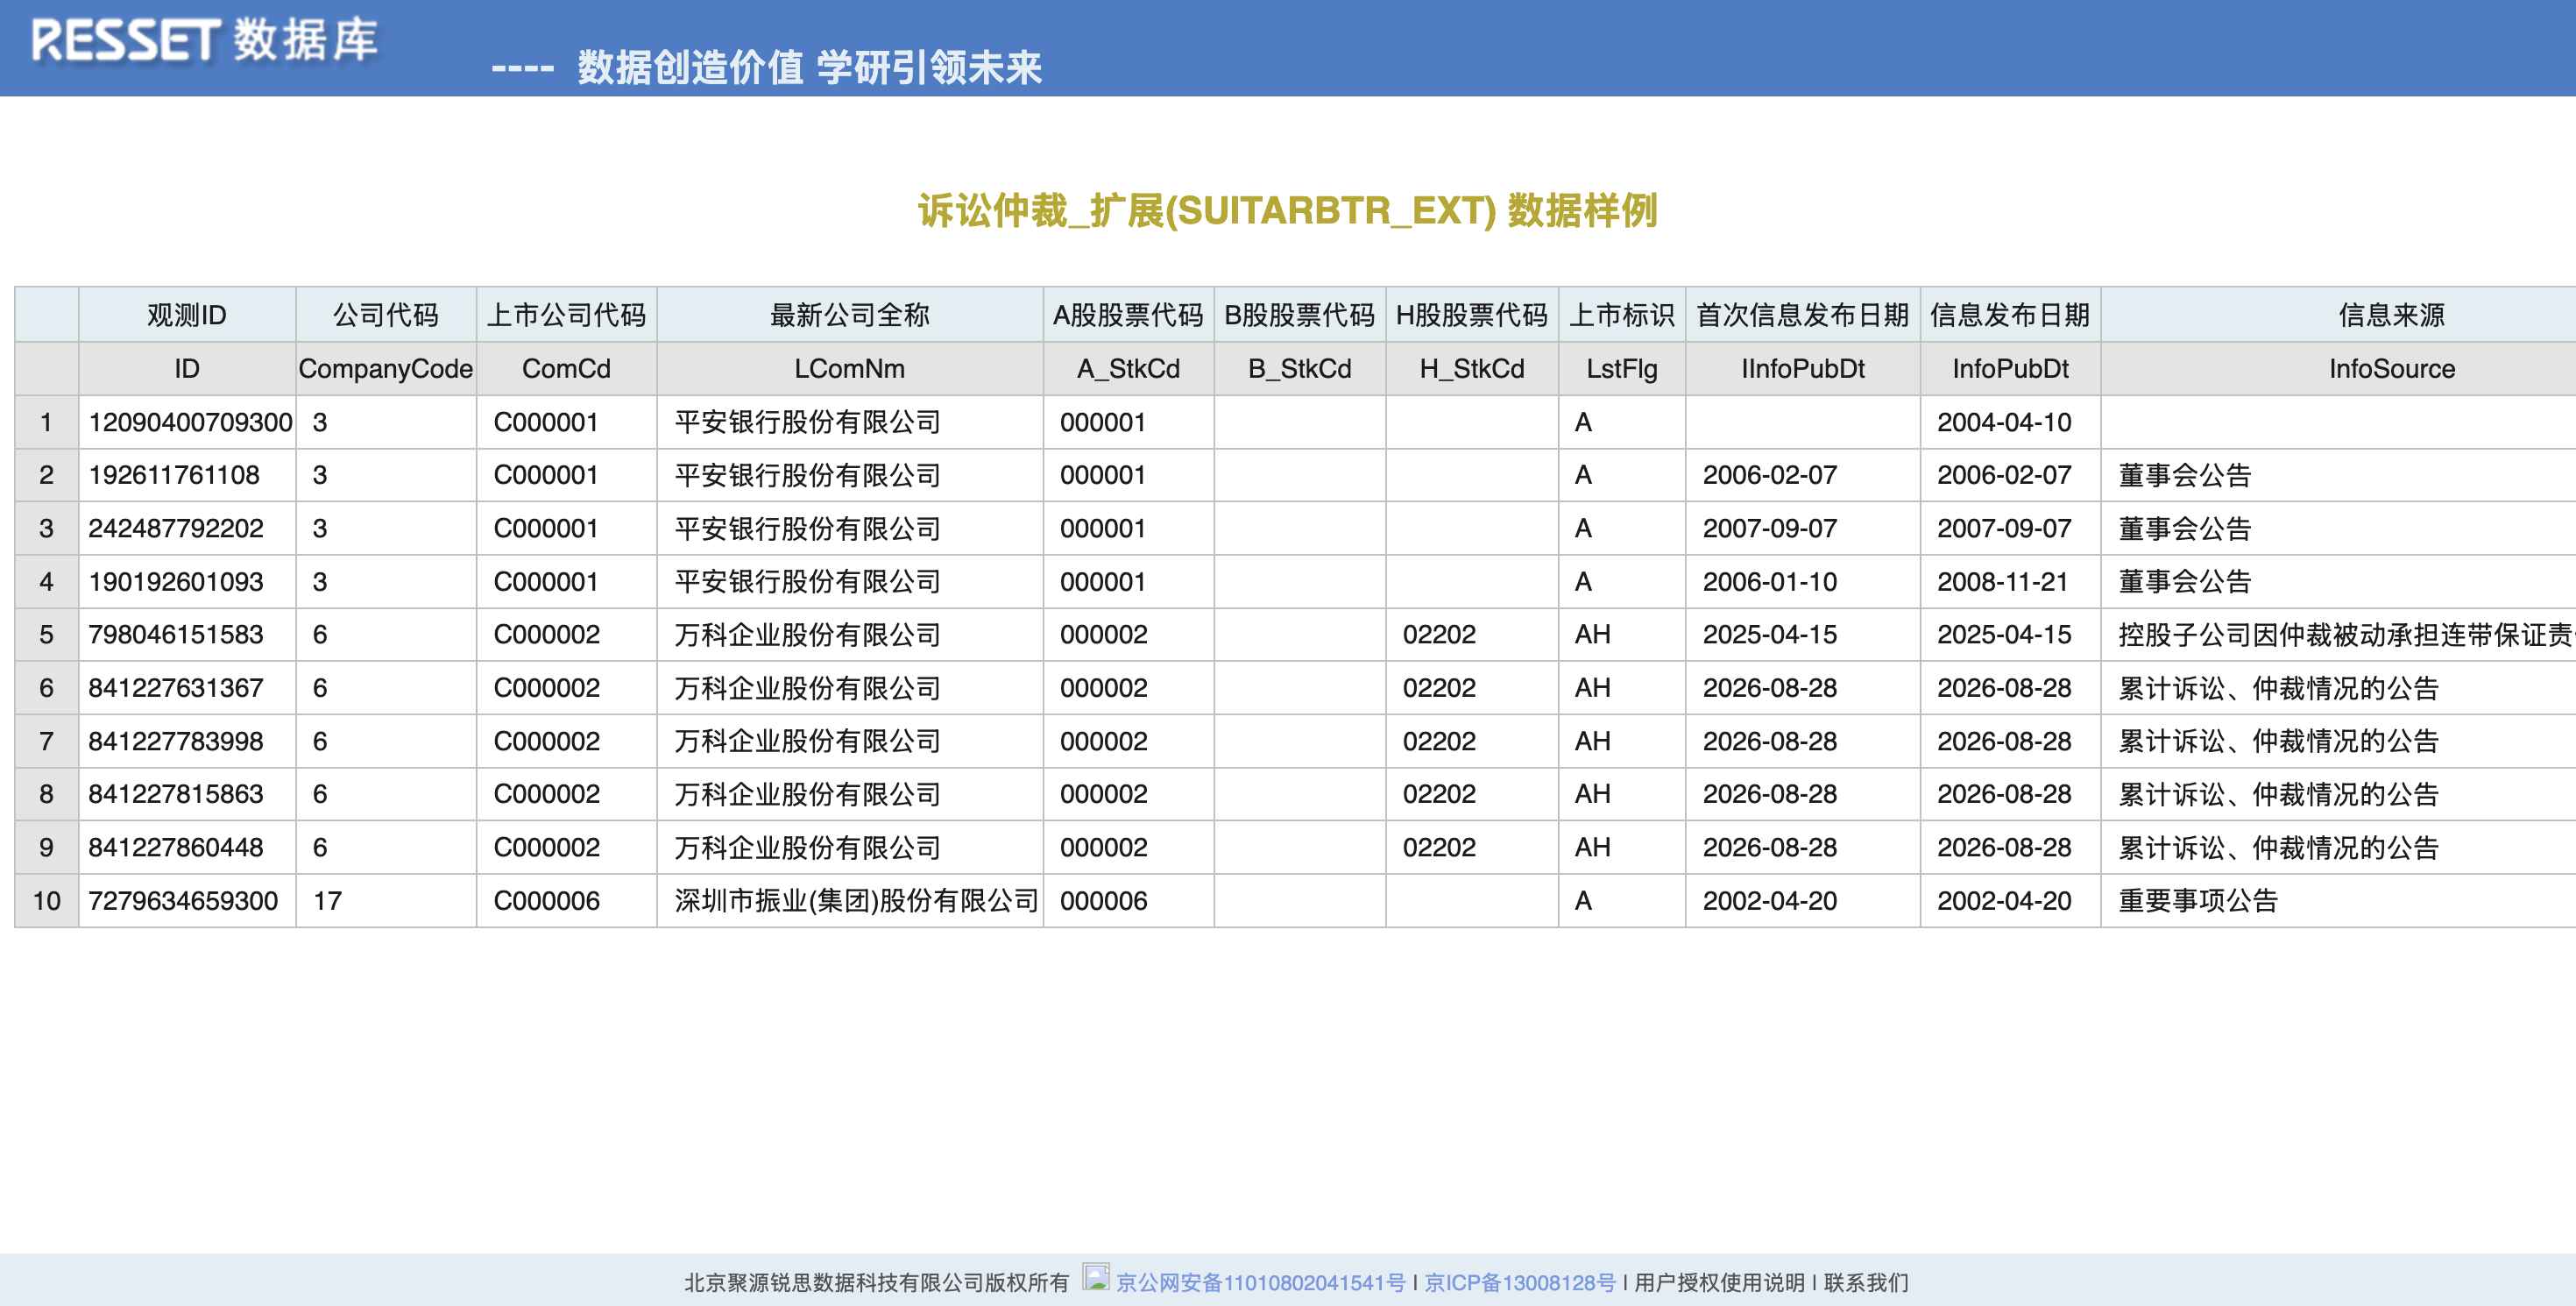 RESSET 数据库
---- 数据创造价值 学研引领未来
诉讼仲裁_扩展(SUITARBTR_EXT) 数据样例
观测ID 公司代码 上市公司代码 最新公司全称 A股股票代码 B股股票代码 H股股票代码 上市标识 首次信息发布日期 信息发布日期 信息来源
ID CompanyCode ComCd LComNm A_StkCd B_StkCd H_StkCd LstFlg IInfoPubDt InfoPubDt InfoSource
1 12090400709300 3 C000001 平安银行股份有限公司 000001 A 2004-04-10
2 192611761108 3 C000001 平安银行股份有限公司 000001 A 2006-02-07 2006-02-07 董事会公告
3 242487792202 3 C000001 平安银行股份有限公司 000001 A 2007-09-07 2007-09-07 董事会公告
4 190192601093 3 C000001 平安银行股份有限公司 000001 A 2006-01-10 2008-11-21 董事会公告
5 798046151583 6 C000002 万科企业股份有限公司 000002 02202 AH 2025-04-15 2025-04-15 控股子公司因仲裁被动承担连带保证责
6 841227631367 6 C000002 万科企业股份有限公司 000002 02202 AH 2026-08-28 2026-08-28 累计诉讼、仲裁情况的公告
7 841227783998 6 C000002 万科企业股份有限公司 000002 02202 AH 2026-08-28 2026-08-28 累计诉讼、仲裁情况的公告
8 841227815863 6 C000002 万科企业股份有限公司 000002 02202 AH 2026-08-28 2026-08-28 累计诉讼、仲裁情况的公告
9 841227860448 6 C000002 万科企业股份有限公司 000002 02202 AH 2026-08-28 2026-08-28 累计诉讼、仲裁情况的公告
10 7279634659300 17 C000006 深圳市振业(集团)股份有限公司 000006 A 2002-04-20 2002-04-20 重要事项公告
北京聚源锐思数据科技有限公司版权所有 京公网安备11010802041541号 | 京ICP备13008128号 | 用户授权使用说明 | 联系我们